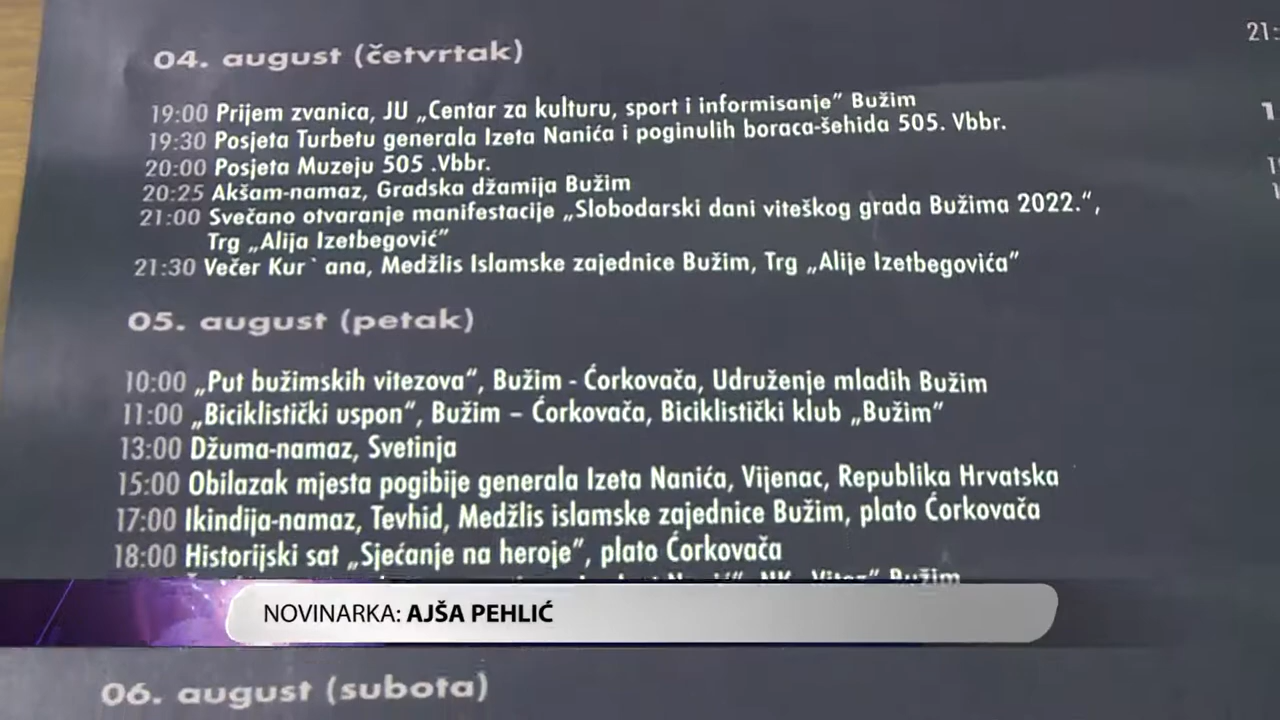 04. august (četvrtak)
19:00 Prijem zvanica, JU „Centar za kulturu, sport i informisanje” Bužim
19:30 Posjeta Turbetu generala Izeta Nanića i poginulih boraca-šehida 505. Vbbr.
20:00 Posjeta Muzeju 505 .Vbbr.
20:25 Akšam-namaz, Gradska džamija Bužim
21:00 Svečano otvaranje manifestacije „Slobodarski dani viteškog grada Bužima 2022.“,
Trg „Alija Izetbegović”
21:30 Večer Kur`ana, Medžlis Islamske zajednice Bužim, Trg „Alije Izetbegovića”
05. august (petak)
10:00 „Put bužimskih vitezova“, Bužim - Ćorkovača, Udruženje mladih Bužim
11:00 „Biciklistički uspon“, Bužim – Ćorkovača, Biciklistički klub „Bužim”
13:00 Džuma-namaz, Svetinja
15:00 Obilazak mjesta pogibije generala Izeta Nanića, Vijenac, Republika Hrvatska
17:00 Ikindija-namaz, Tevhid, Medžlis islamske zajednice Bužim, plato Ćorkovača
18:00 Historijski sat „Sjećanje na heroje”, plato Ćorkovača
Bužim
NOVINARKA: AJŠA PEHLIĆ
06. august (subota)
21: